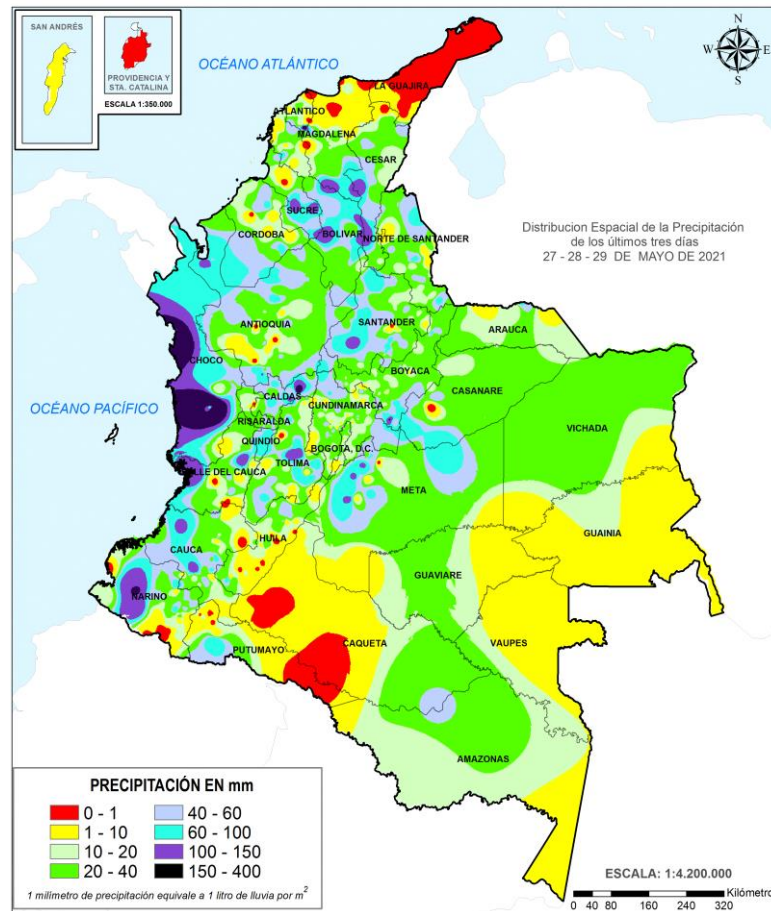 SAN ANDRÉS
PROVIDENCIA Y
STA. CATALINA
ESCALA 1:350.000
OCÉANO ATLÁNTICO
N
W
E
S
LA GUAJIRA
ATLANTICO
MAGDALENA
CESAR
SUCRE
CORDOBA
BOLIVAR
NORTE DE SANTANDER
Distribucion Espacial de la Precipitación
de los últimos tres días
27 - 28 - 29 DE MAYO DE 2021
ANTIOQUIA
SANTANDER
ARAUCA
CHOCO
BOYACA
CASANARE
OCÉANO PACÍFICO
CALDAS
CUNDINAMARCA
RISARALDA
VICHADA
QUINDIO
BOGOTA, D.C.
TOLIMA
VALLE DEL CAUCA
META
HUILA
GUAINIA
CAUCA
GUAVIARE
NARINO
CAQUETA
VAUPES
PUTUMAYO
AMAZONAS
PRECIPITACIÓN EN mm
0 - 1
40 - 60
1 - 10
60 - 100
10 - 20
100 - 150
20 - 40
150 - 400
1 milímetro de precipitación equivale a 1 litro de lluvia por m²
ESCALA: 1:4.200.000
Kilómetro
0 40 80 160 240 320